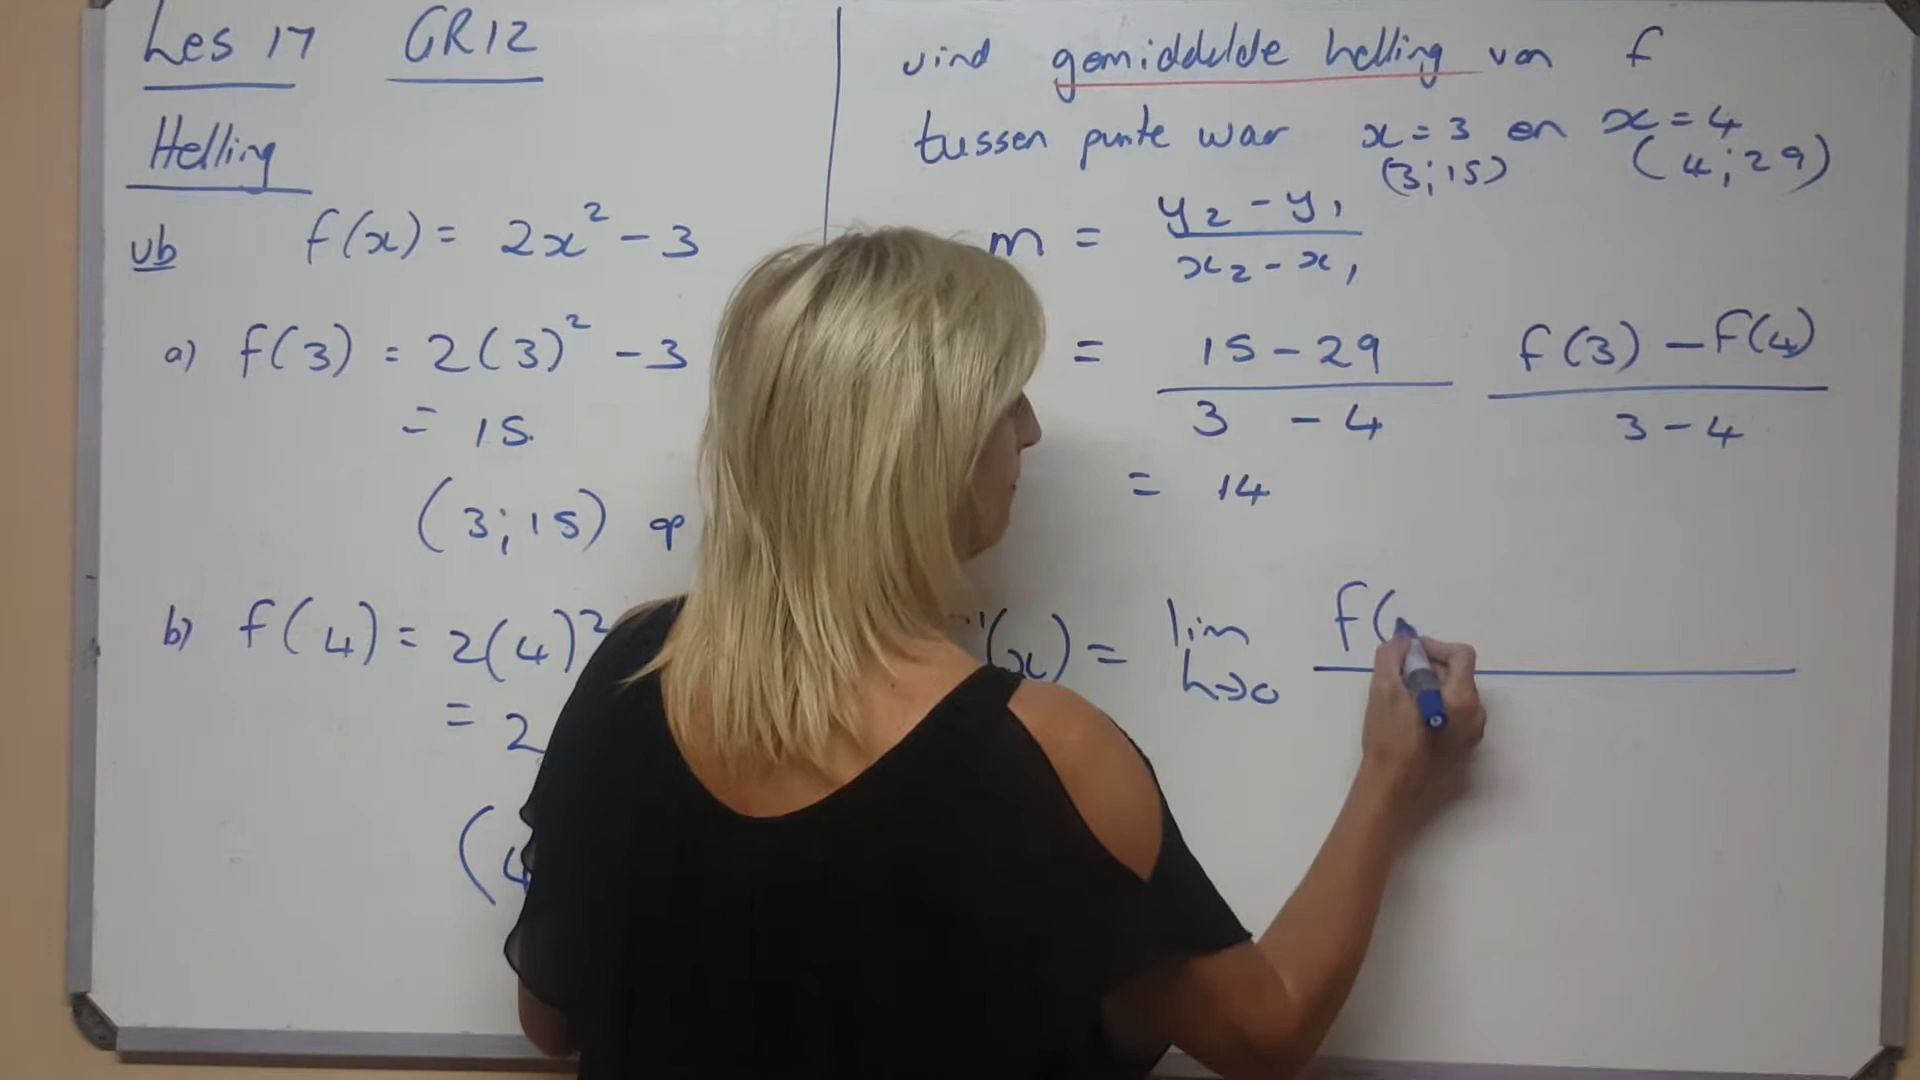 Les 17 GR12
Helling
vb f(x) = 2x² - 3
a) f(3) = 2(3)² - 3
= 15
(3; 15) op
b) f(4) = 2(4)²
= 2
(4
vind gemiddelde helling van f
tussen punte waar x = 3 en x = 4
(3; 15) (4; 29)
m = y₂ - y₁ / x₂ - x₁
= 15 - 29 / 3 - 4 f(3) - f(4) / 3 - 4
= 14
'(x) = lim h→0 f(